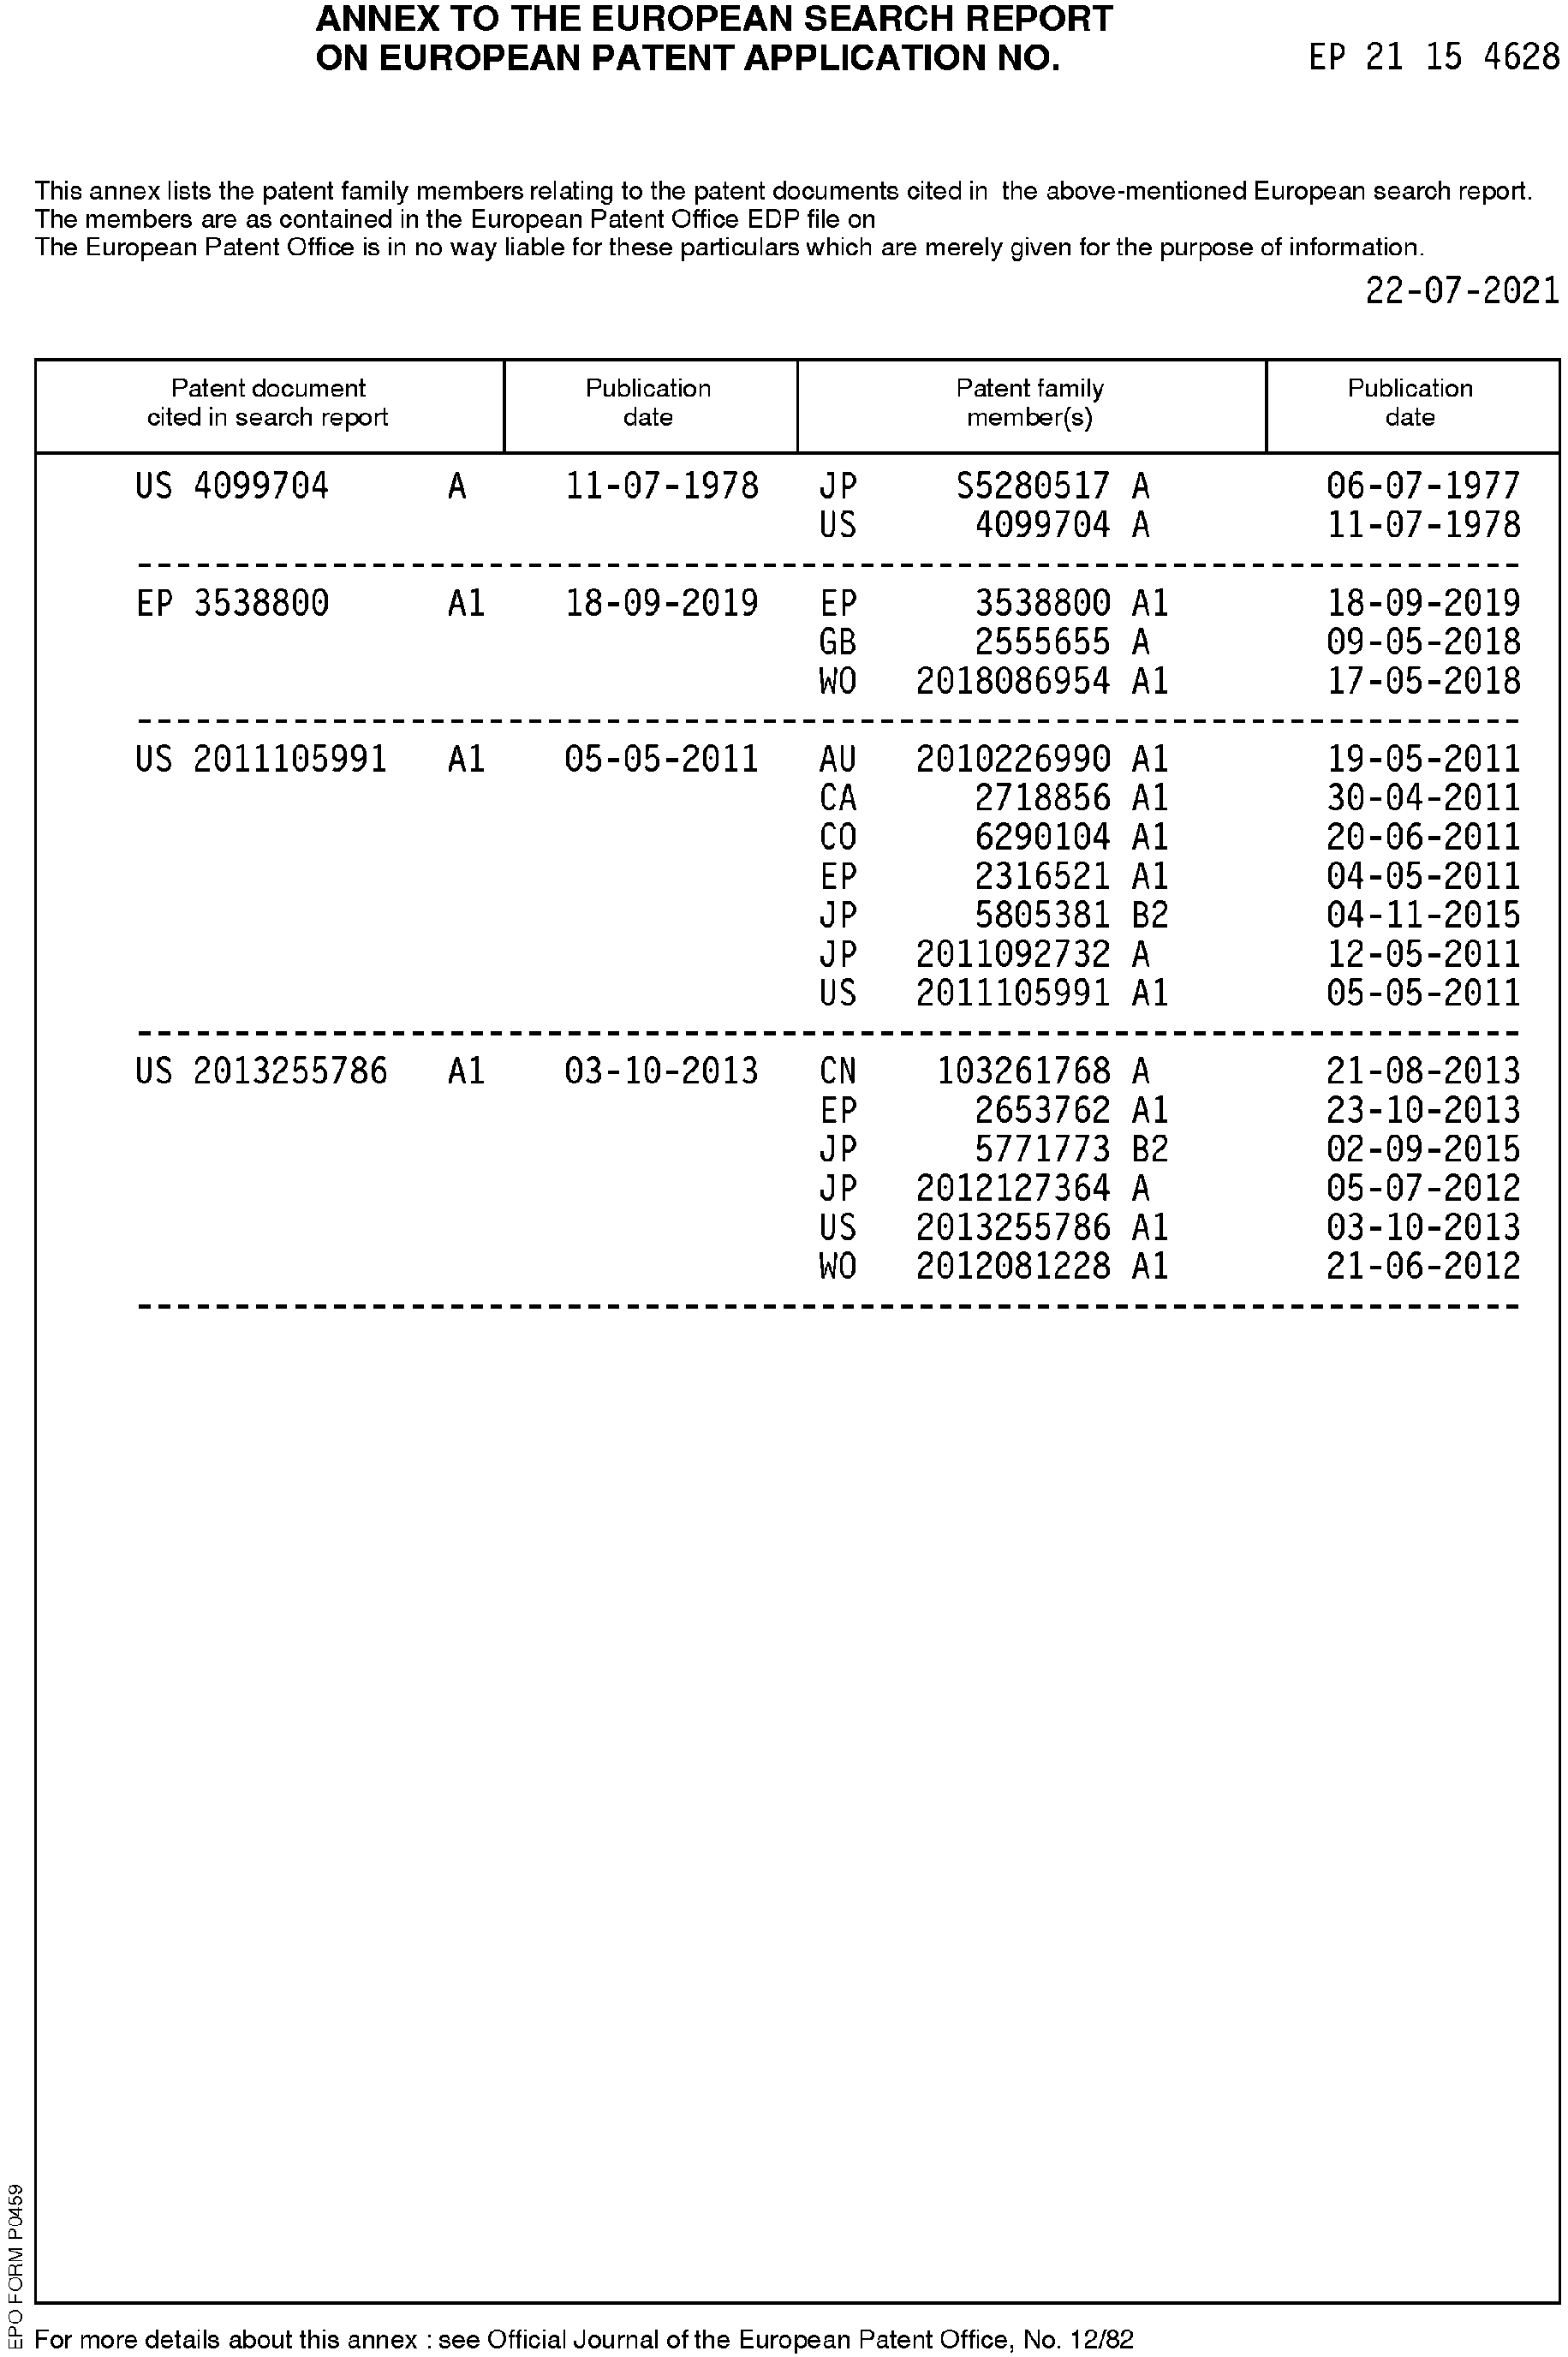 ANNEX TO THE EUROPEAN SEARCH REPORT
ON EUROPEAN PATENT APPLICATION NO. EP 21 15 4628
This annex lists the patent family members relating to the patent documents cited in the above-mentioned European search report.
The members are as contained in the European Patent Office EDP file on
The European Patent Office is in no way liable for these particulars which are merely given for the purpose of information.
22-07-2021
Patent document cited in search report Publication date Patent family member(s) Publication date
US 4099704 A 11-07-1978 JP S5280517 A 06-07-1977
US 4099704 A 11-07-1978
EP 3538800 A1 18-09-2019 EP 3538800 A1 18-09-2019
GB 2555655 A 09-05-2018
WO 2018086954 A1 17-05-2018
US 2011105991 A1 05-05-2011 AU 2010226990 A1 19-05-2011
CA 2718856 A1 30-04-2011
CO 6290104 A1 20-06-2011
EP 2316521 A1 04-05-2011
JP 5805381 B2 04-11-2015
JP 2011092732 A 12-05-2011
US 2011105991 A1 05-05-2011
US 2013255786 A1 03-10-2013 CN 103261768 A 21-08-2013
EP 2653762 A1 23-10-2013
JP 5771773 B2 02-09-2015
JP 2012127364 A 05-07-2012
US 2013255786 A1 03-10-2013
WO 2012081228 A1 21-06-2012
EPO FORM P0459
For more details about this annex : see Official Journal of the European Patent Office, No. 12/82